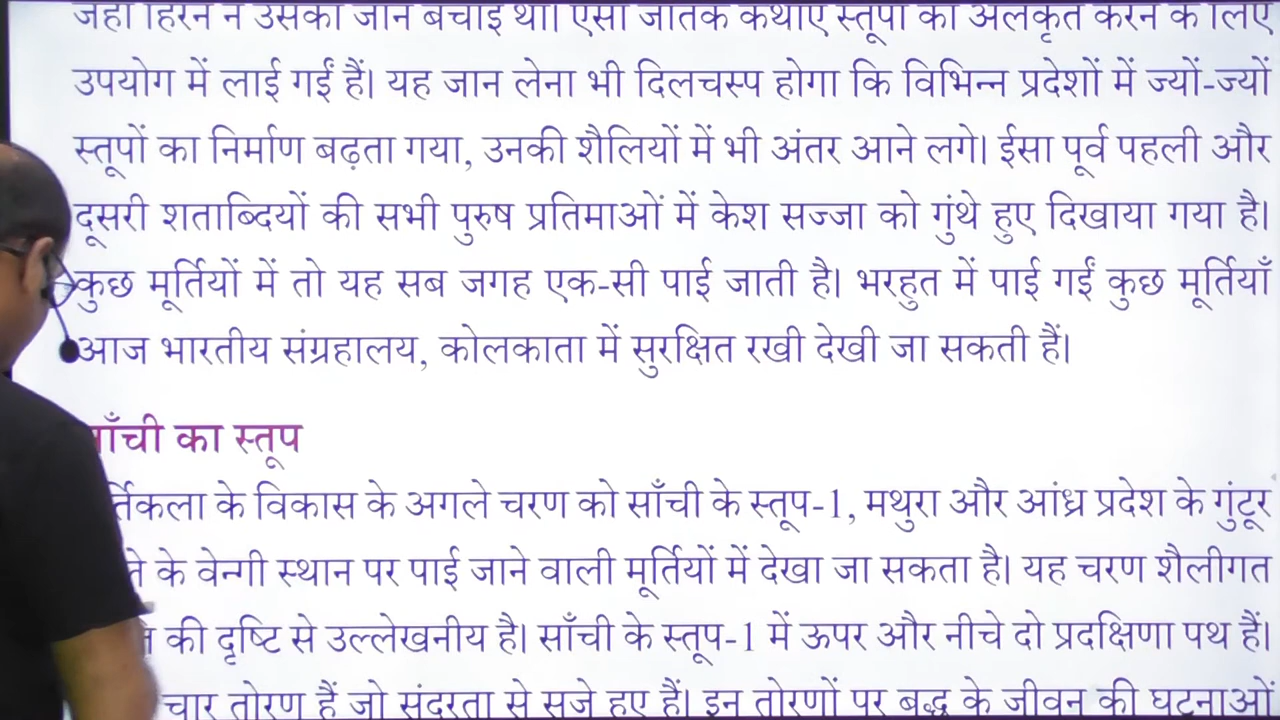 जहाँ हिरन ने उसकी जान बचाई थी। ऐसी जातक कथाएँ स्तूपों को अलंकृत करने के लिए
उपयोग में लाई गईं हैं। यह जान लेना भी दिलचस्प होगा कि विभिन्न प्रदेशों में ज्यों-ज्यों
स्तूपों का निर्माण बढ़ता गया, उनकी शैलियों में भी अंतर आने लगे। ईसा पूर्व पहली और
दूसरी शताब्दियों की सभी पुरुष प्रतिमाओं में केश सज्जा को गुंथे हुए दिखाया गया है।
कुछ मूर्तियों में तो यह सब जगह एक-सी पाई जाती है। भरहुत में पाई गईं कुछ मूर्तियाँ
आज भारतीय संग्रहालय, कोलकाता में सुरक्षित रखी देखी जा सकती हैं।
साँची का स्तूप
के विकास के अगले चरण को साँची के स्तूप-1, मथुरा और आंध्र प्रदेश के गुंटूर
के वेन्गी स्थान पर पाई जाने वाली मूर्तियों में देखा जा सकता है। यह चरण शैलीगत
की दृष्टि से उल्लेखनीय है। साँची के स्तूप-1 में ऊपर और नीचे दो प्रदक्षिणा पथ हैं।
चार तोरण हैं जो सुंदरता से सजे हुए हैं। इन तोरणों पर बुद्ध के जीवन की घटनाओं